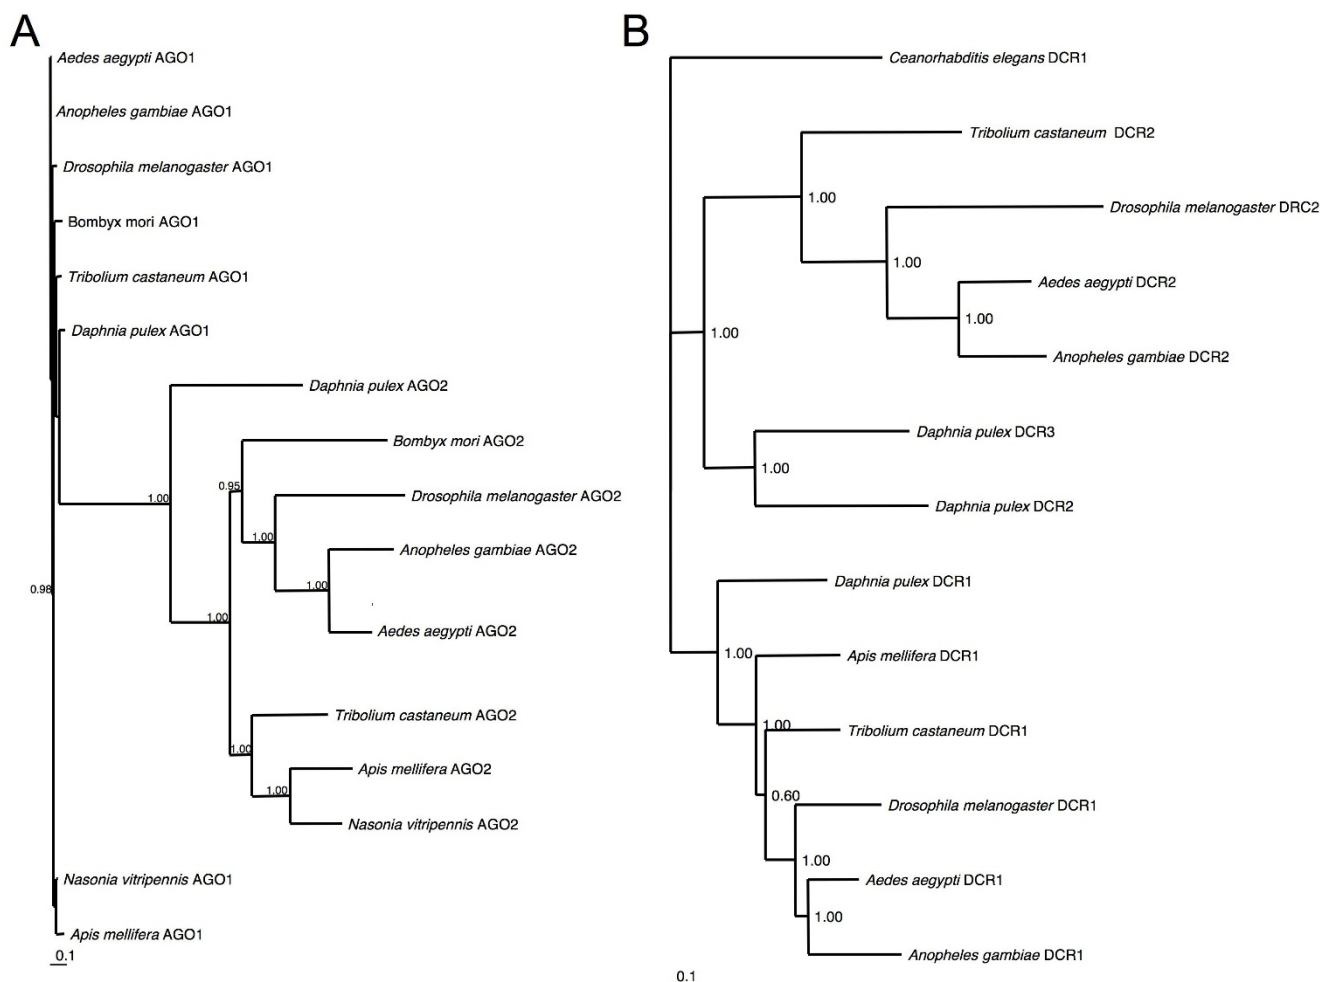 A
Aedes aegypti AGO1
Anopheles gambiae AGO1
Drosophila melanogaster AGO1
Bombyx mori AGO1
Tribolium castaneum AGO1
Daphnia pulex AGO1
Daphnia pulex AGO2
Bombyx mori AGO2
0.95
Drosophila melanogaster AGO2
1.00
1.00
Anopheles gambiae AGO2
1.00
0.98
1.00
Aedes aegypti AGO2
Tribolium castaneum AGO2
1.00
Apis mellifera AGO2
1.00
Nasonia vitripennis AGO2
Nasonia vitripennis AGO1
Apis mellifera AGO1
0.1
B
Ceanorhabditis elegans DCR1
Tribolium castaneum DCR2
1.00
Drosophila melanogaster DRC2
1.00
Aedes aegypti DCR2
1.00
1.00
Anopheles gambiae DCR2
Daphnia pulex DCR3
1.00
Daphnia pulex DCR2
Daphnia pulex DCR1
1.00
Apis mellifera DCR1
1.00
Tribolium castaneum DCR1
0.60
Drosophila melanogaster DCR1
1.00
Aedes aegypti DCR1
1.00
Anopheles gambiae DCR1
0.1